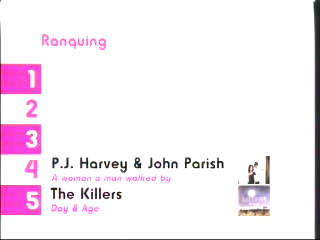 Ranquing
1
2
3
4 P.J. Harvey & John Parish
A woman a man walked by
5 The Killers
Day & Age